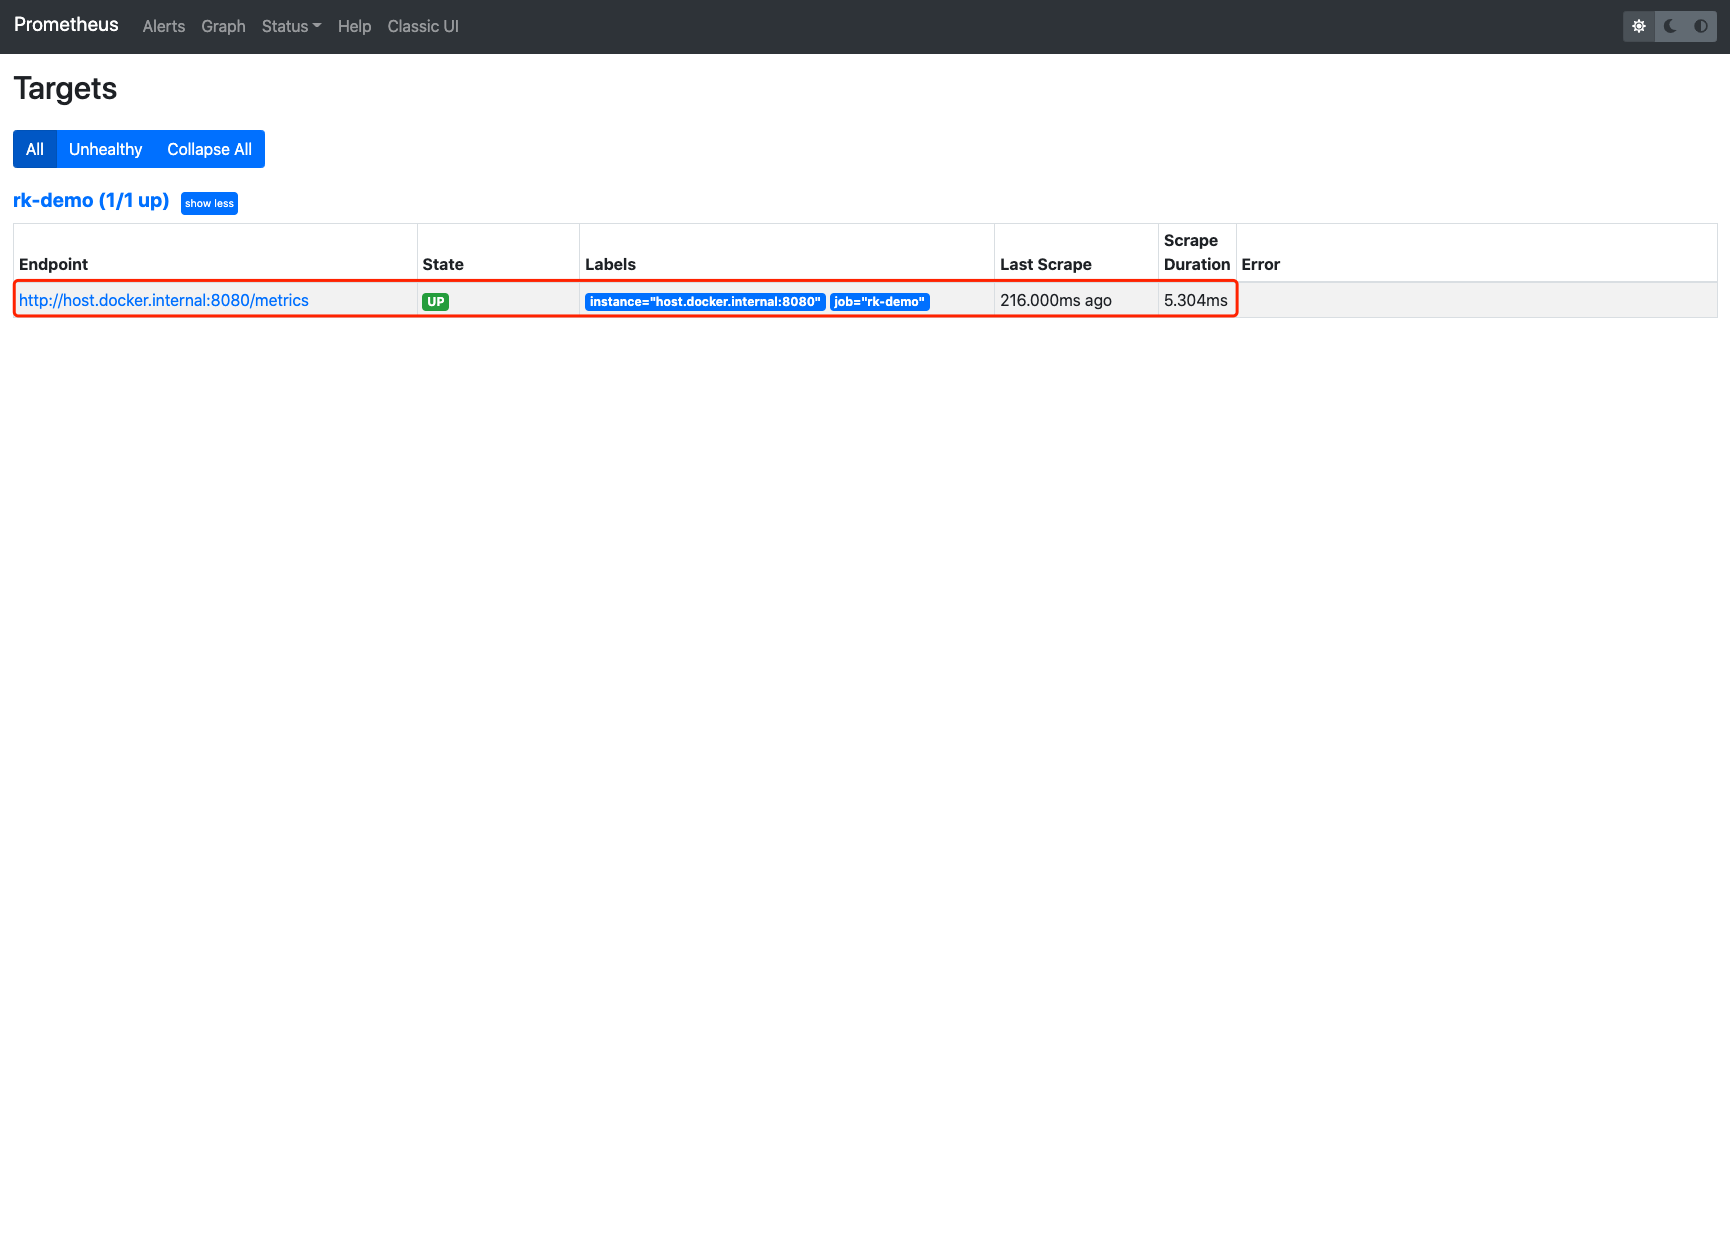 Prometheus Alerts Graph Status Help Classic UI
Targets
All Unhealthy Collapse All
rk-demo (1/1 up) show less
Endpoint State Labels Last Scrape Scrape Duration Error
http://host.docker.internal:8080/metrics UP instance="host.docker.internal:8080" job="rk-demo" 216.000ms ago 5.304ms